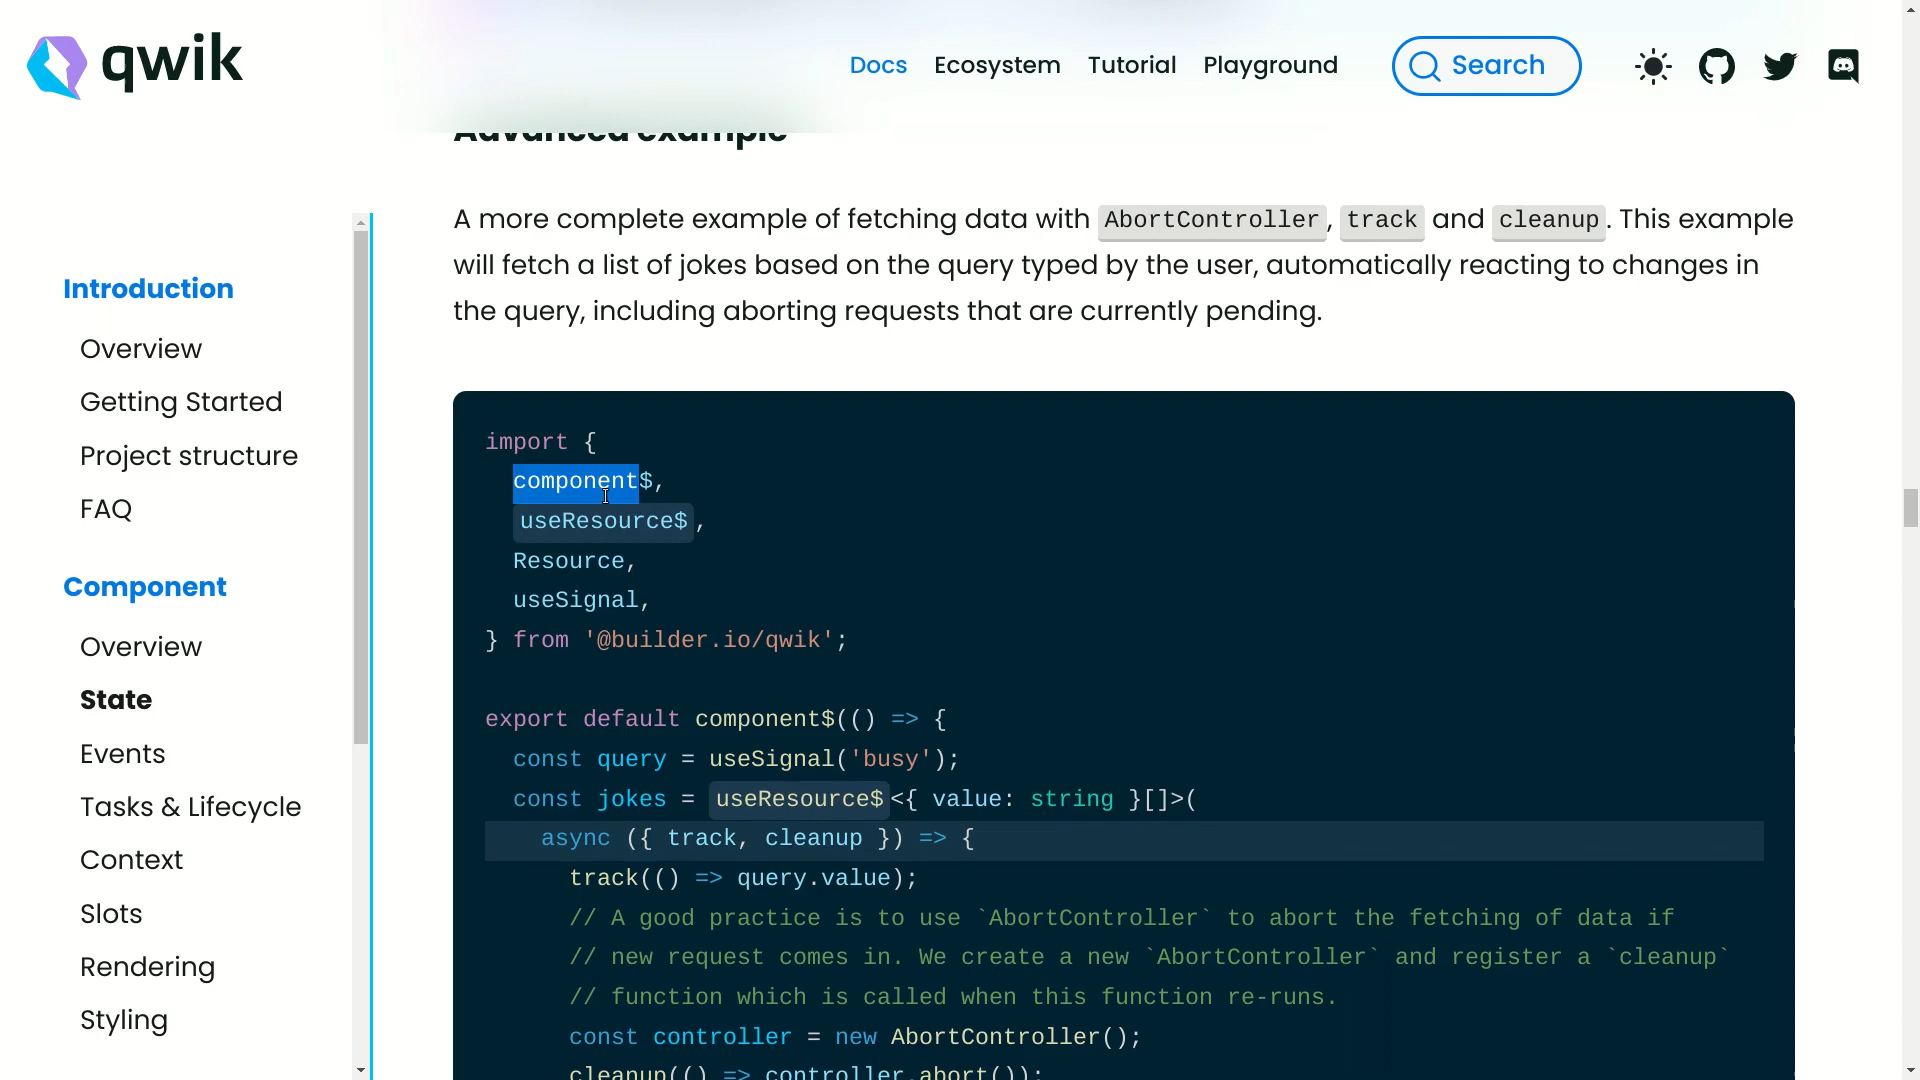 qwik
Docs Ecosystem Tutorial Playground Search
Advanced example
A more complete example of fetching data with AbortController, track and cleanup. This example
will fetch a list of jokes based on the query typed by the user, automatically reacting to changes in
the query, including aborting requests that are currently pending.
Introduction
Overview
Getting Started
Project structure
FAQ
Component
Overview
State
Events
Tasks & Lifecycle
Context
Slots
Rendering
Styling
import {
component$,
useResource$,
Resource,
useSignal,
} from '@builder.io/qwik';
export default component$(() => {
const query = useSignal('busy');
const jokes = useResource$<{ value: string }[]>(
async ({ track, cleanup }) => {
track(() => query.value);
// A good practice is to use `AbortController` to abort the fetching of data if
// new request comes in. We create a new `AbortController` and register a `cleanup`
// function which is called when this function re-runs.
const controller = new AbortController();
cleanup(() => controller.abort());